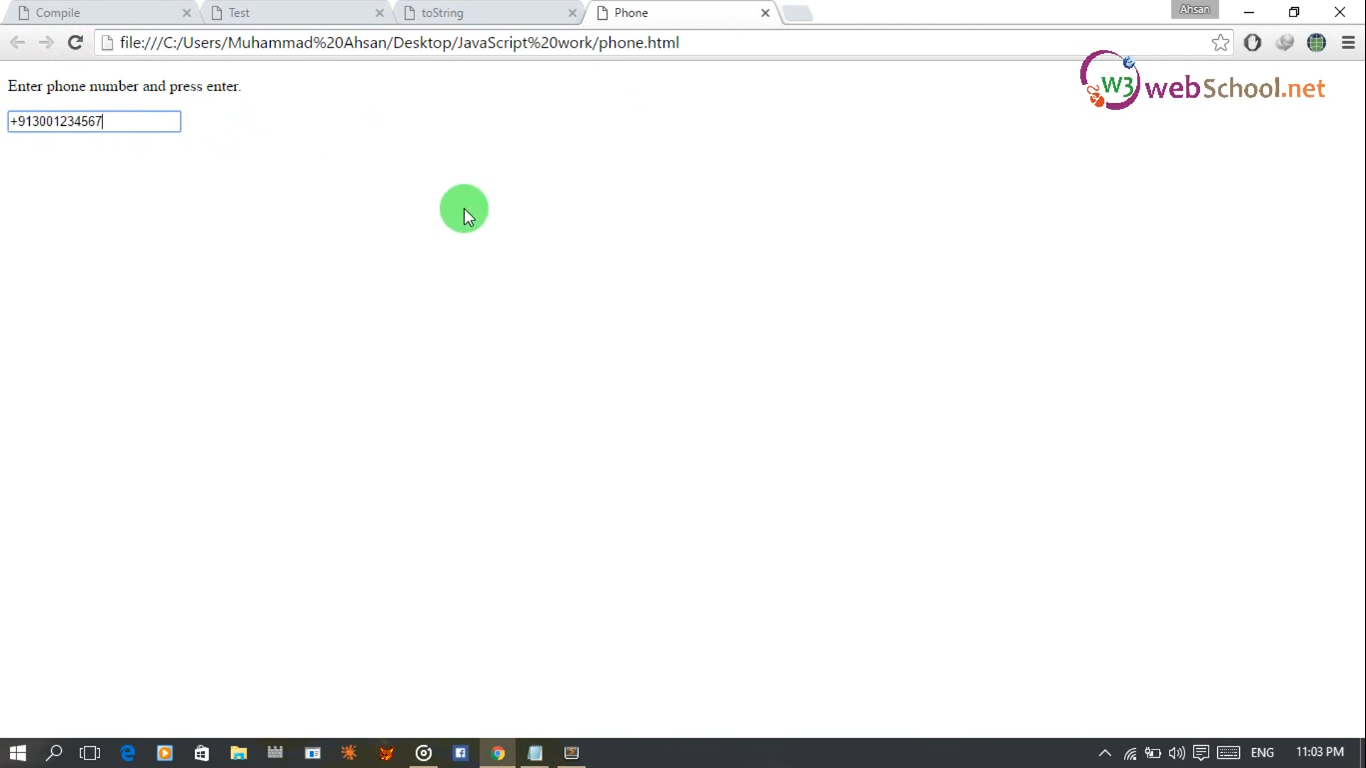 Compile
Test
toString
Phone
Ahsan
file:///C:/Users/Muhammad%20Ahsan/Desktop/JavaScript%20work/phone.html
Enter phone number and press enter.
+913001234567
W3 webSchool.net
ENG
11:03 PM